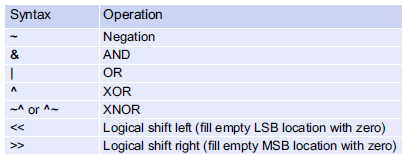 Syntax Operation
~ Negation
& AND
| OR
^ XOR
~^ or ^~ XNOR
<< Logical shift left (fill empty LSB location with zero)
>> Logical shift right (fill empty MSB location with zero)